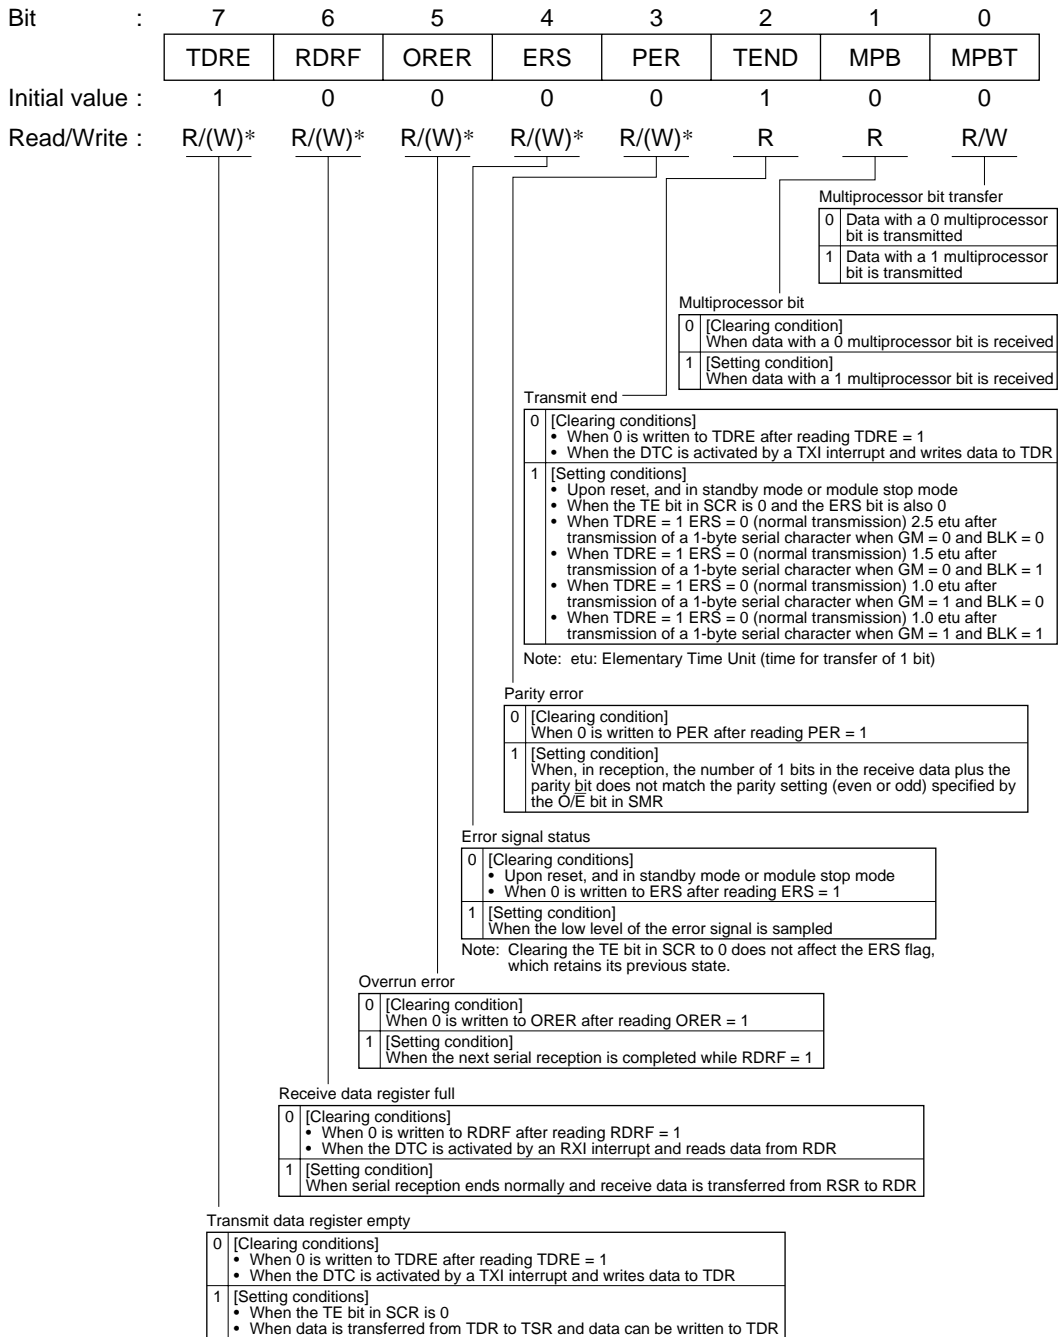 Bit : 7 6 5 4 3 2 1 0
TDRE RDRF ORER ERS PER TEND MPB MPBT
Initial value : 1 0 0 0 0 1 0 0
Read/Write : R/(W)* R/(W)* R/(W)* R/(W)* R/(W)* R R R/W
Multiprocessor bit transfer
0 Data with a 0 multiprocessor
bit is transmitted
1 Data with a 1 multiprocessor
bit is transmitted
Multiprocessor bit
0 [Clearing condition]
When data with a 0 multiprocessor bit is received
1 [Setting condition]
When data with a 1 multiprocessor bit is received
Transmit end
0 [Clearing conditions]
• When 0 is written to TDRE after reading TDRE = 1
• When the DTC is activated by a TXI interrupt and writes data to TDR
1 [Setting conditions]
• Upon reset, and in standby mode or module stop mode
• When the TE bit in SCR is 0 and the ERS bit is also 0
• When TDRE = 1 ERS = 0 (normal transmission) 2.5 etu after
transmission of a 1-byte serial character when GM = 0 and BLK = 0
• When TDRE = 1 ERS = 0 (normal transmission) 1.5 etu after
transmission of a 1-byte serial character when GM = 0 and BLK = 1
• When TDRE = 1 ERS = 0 (normal transmission) 1.0 etu after
transmission of a 1-byte serial character when GM = 1 and BLK = 0
• When TDRE = 1 ERS = 0 (normal transmission) 1.0 etu after
transmission of a 1-byte serial character when GM = 1 and BLK = 1
Note: etu: Elementary Time Unit (time for transfer of 1 bit)
Parity error
0 [Clearing condition]
When 0 is written to PER after reading PER = 1
1 [Setting condition]
When, in reception, the number of 1 bits in the receive data plus the
parity bit does not match the parity setting (even or odd) specified by
the O/E̅ bit in SMR
Error signal status
0 [Clearing conditions]
• Upon reset, and in standby mode or module stop mode
• When 0 is written to ERS after reading ERS = 1
1 [Setting condition]
When the low level of the error signal is sampled
Note: Clearing the TE bit in SCR to 0 does not affect the ERS flag,
which retains its previous state.
Overrun error
0 [Clearing condition]
When 0 is written to ORER after reading ORER = 1
1 [Setting condition]
When the next serial reception is completed while RDRF = 1
Receive data register full
0 [Clearing conditions]
• When 0 is written to RDRF after reading RDRF = 1
• When the DTC is activated by an RXI interrupt and reads data from RDR
1 [Setting condition]
When serial reception ends normally and receive data is transferred from RSR to RDR
Transmit data register empty
0 [Clearing conditions]
• When 0 is written to TDRE after reading TDRE = 1
• When the DTC is activated by a TXI interrupt and writes data to TDR
1 [Setting conditions]
• When the TE bit in SCR is 0
• When data is transferred from TDR to TSR and data can be written to TDR